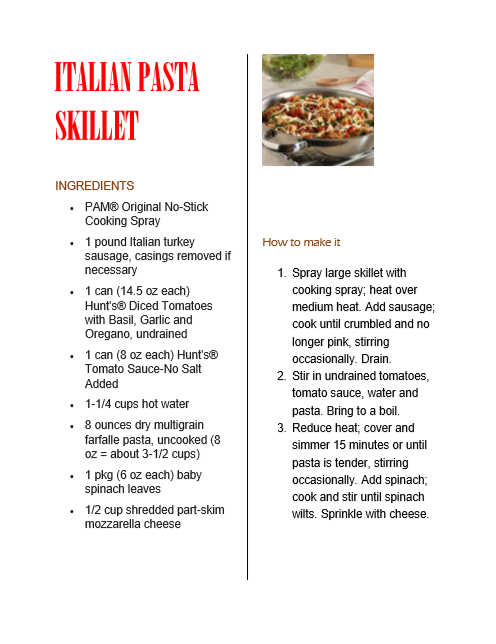 ITALIAN PASTA
SKILLET
INGREDIENTS
• PAM® Original No-Stick
Cooking Spray
• 1 pound Italian turkey
sausage, casings removed if
necessary
• 1 can (14.5 oz each)
Hunt's® Diced Tomatoes
with Basil, Garlic and
Oregano, undrained
• 1 can (8 oz each) Hunt's®
Tomato Sauce-No Salt
Added
• 1-1/4 cups hot water
• 8 ounces dry multigrain
farfalle pasta, uncooked (8
oz = about 3-1/2 cups)
• 1 pkg (6 oz each) baby
spinach leaves
• 1/2 cup shredded part-skim
mozzarella cheese
How to make it
1. Spray large skillet with
cooking spray; heat over
medium heat. Add sausage;
cook until crumbled and no
longer pink, stirring
occasionally. Drain.
2. Stir in undrained tomatoes,
tomato sauce, water and
pasta. Bring to a boil.
3. Reduce heat; cover and
simmer 15 minutes or until
pasta is tender, stirring
occasionally. Add spinach;
cook and stir until spinach
wilts. Sprinkle with cheese.